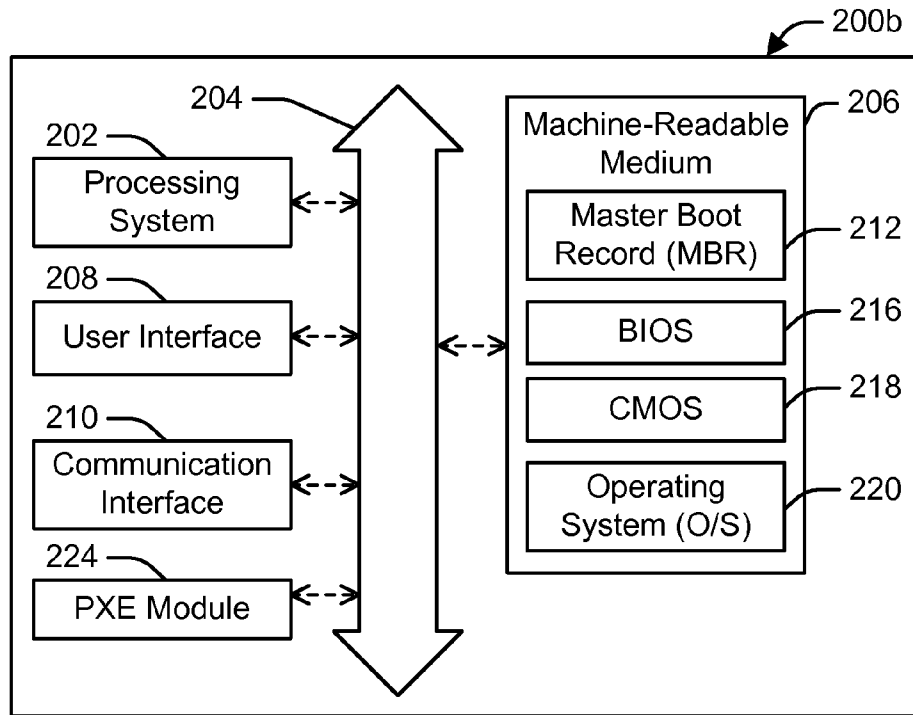 200b
204
202
Processing
System
208
User Interface
210
Communication
Interface
224
PXE Module
206
Machine-Readable
Medium
Master Boot
Record (MBR)
212
BIOS
216
CMOS
218
Operating
System (O/S)
220